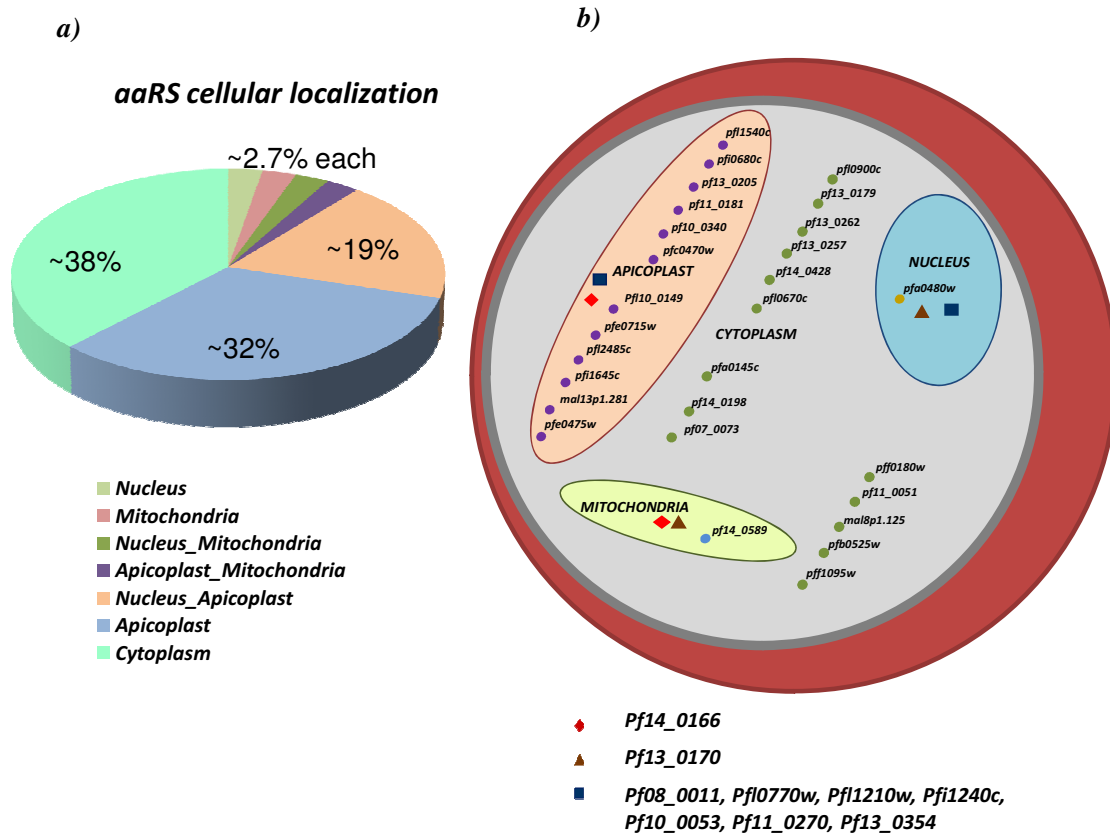 a)
aaRS cellular localization
~2.7% each
~19%
~38%
~32%
Nucleus
Mitochondria
Nucleus_Mitochondria
Apicoplast_Mitochondria
Nucleus_Apicoplast
Apicoplast
Cytoplasm
b)
pfl1540c
pfi0680c
pf13_0205
pf11_0181
pf10_0340
pfc0470w
APICOPLAST
Pfl10_0149
pfe0715w
pfl2485c
pfi1645c
mal13p1.281
pfe0475w
pfl0900c
pf13_0179
pf13_0262
pf13_0257
pf14_0428
pfl0670c
CYTOPLASM
pfa0145c
pf14_0198
pf07_0073
NUCLEUS
pfa0480w
MITOCHONDRIA
pf14_0589
pff0180w
pf11_0051
mal8p1.125
pfb0525w
pff1095w
Pf14_0166
Pf13_0170
Pf08_0011, Pfl0770w, Pfl1210w, Pfi1240c,
Pf10_0053, Pf11_0270, Pf13_0354